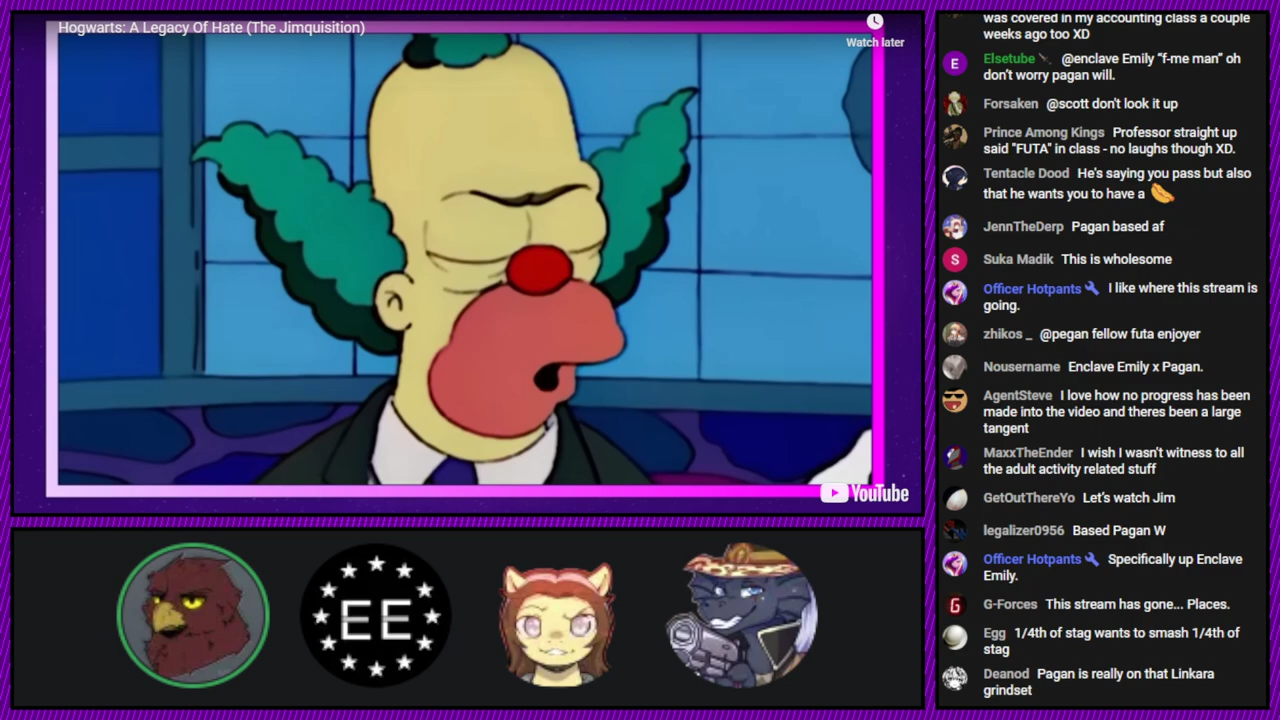 Hogwarts: A Legacy Of Hate (The Jimquisition)
Watch later
YouTube
EE
was covered in my accounting class a couple
weeks ago too XD
E
Elsetube @enclave Emily “f-me man” oh
don’t worry pagan will.
Forsaken @scott don't look it up
Prince Among Kings Professor straight up
said "FUTA" in class - no laughs though XD.
Tentacle Dood He's saying you pass but also
that he wants you to have a
JennTheDerp Pagan based af
S
Suka Madik This is wholesome
Officer Hotpants I like where this stream is
going.
zhikos _ @pegan fellow futa enjoyer
Nousername Enclave Emily x Pagan.
AgentSteve I love how no progress has been
made into the video and theres been a large
tangent
MaxxTheEnder I wish I wasn't witness to all
the adult activity related stuff
GetOutThereYo Let’s watch Jim
legalizer0956 Based Pagan W
Officer Hotpants Specifically up Enclave
Emily.
G
G-Forces This stream has gone... Places.
Egg 1/4th of stag wants to smash 1/4th of
stag
Deanod Pagan is really on that Linkara
grindset